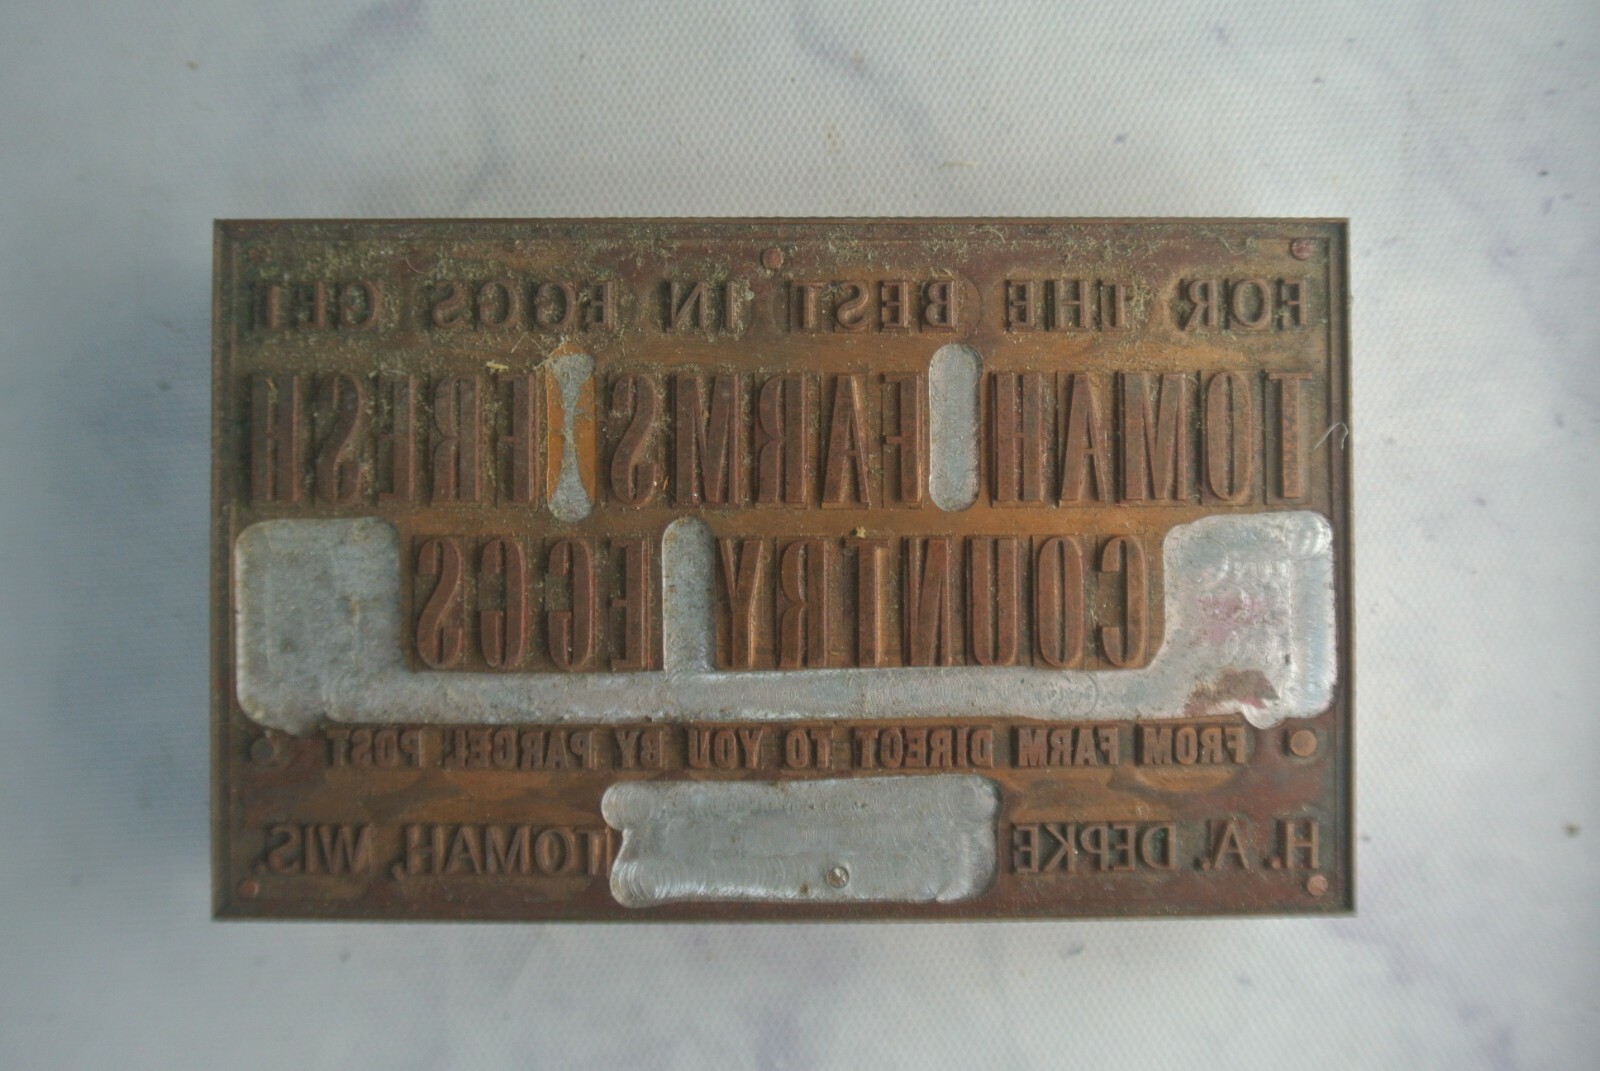 FOR THE BEST IN EGGS GET
TOMAH FARMS FRESH
COUNTRY EGGS
FROM FARM DIRECT TO YOU BY PARCEL POST
H. A. DEPKE TOMAH, WIS.